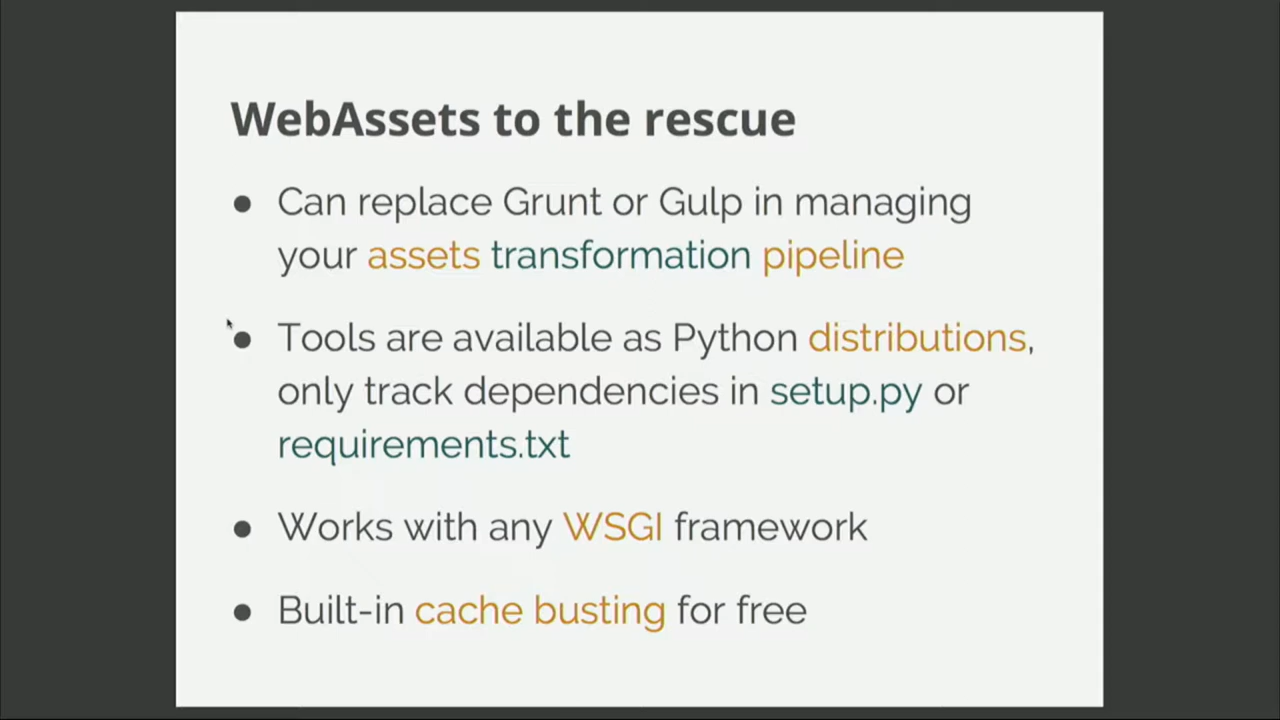 WebAssets to the rescue
● Can replace Grunt or Gulp in managing
your assets transformation pipeline
● Tools are available as Python distributions,
only track dependencies in setup.py or
requirements.txt
● Works with any WSGI framework
● Built-in cache busting for free